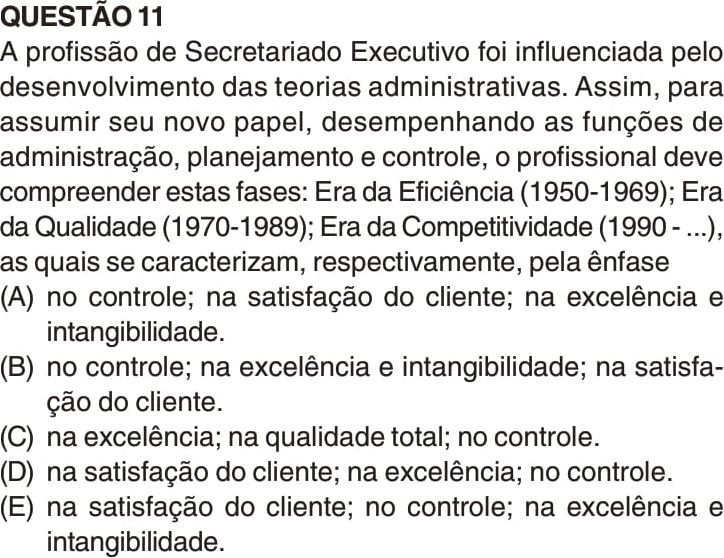 QUESTÃO 11
A profissão de Secretariado Executivo foi influenciada pelo
desenvolvimento das teorias administrativas. Assim, para
assumir seu novo papel, desempenhando as funções de
administração, planejamento e controle, o profissional deve
compreender estas fases: Era da Eficiência (1950-1969); Era
da Qualidade (1970-1989); Era da Competitividade (1990 - ...),
as quais se caracterizam, respectivamente, pela ênfase
(A) no controle; na satisfação do cliente; na excelência e
intangibilidade.
(B) no controle; na excelência e intangibilidade; na satisfa-
ção do cliente.
(C) na excelência; na qualidade total; no controle.
(D) na satisfação do cliente; na excelência; no controle.
(E) na satisfação do cliente; no controle; na excelência e
intangibilidade.